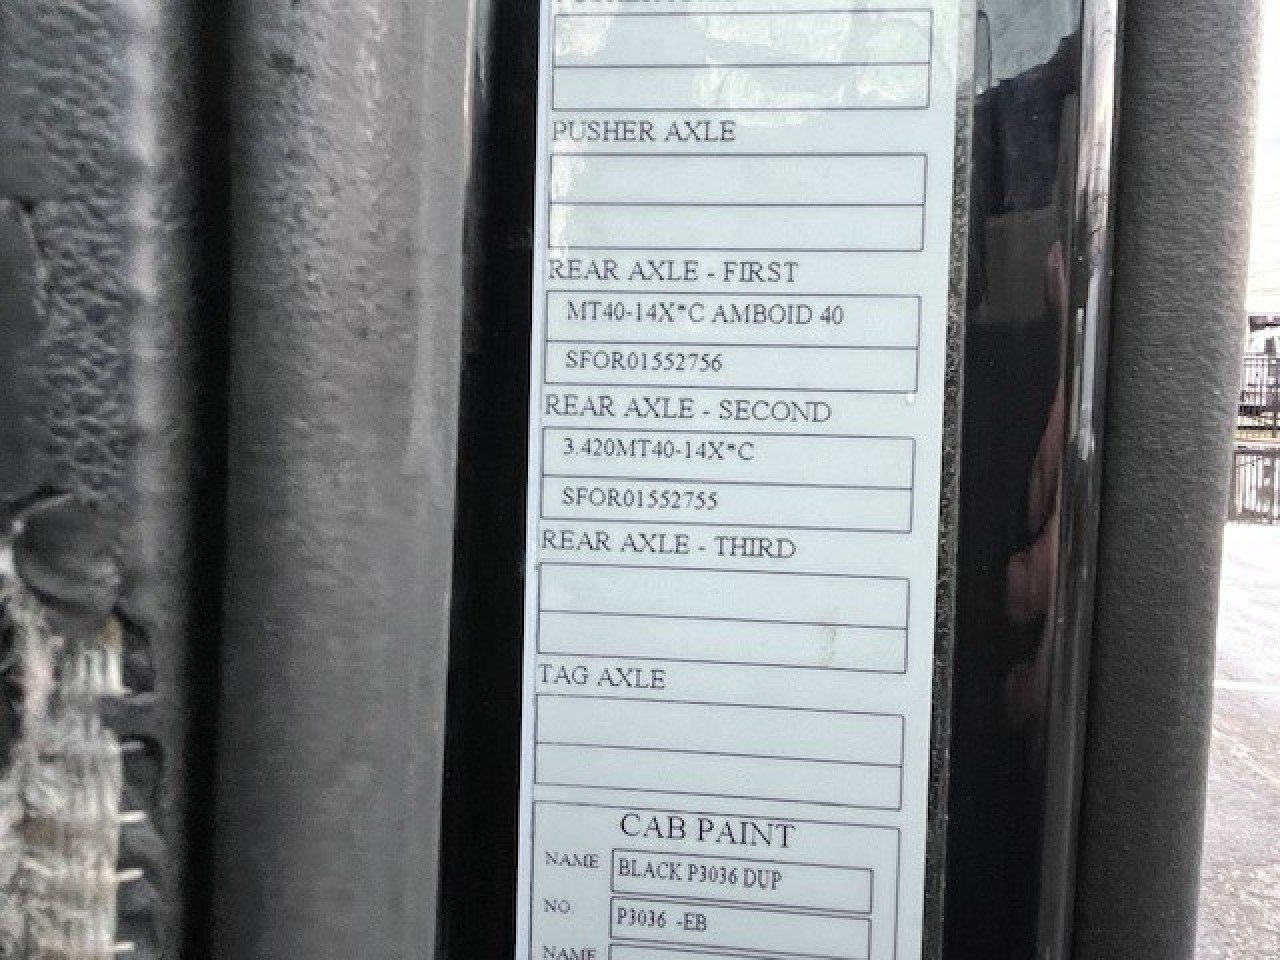 PUSHER AXLE
REAR AXLE - FIRST
MT40-14X*C AMBOID 40
SFOR01552756
REAR AXLE - SECOND
3.420MT40-14X*C
SFOR01552755
REAR AXLE - THIRD
TAG AXLE
CAB PAINT
NAME BLACK P3036 DUP
NO P3036 -EB
NAME